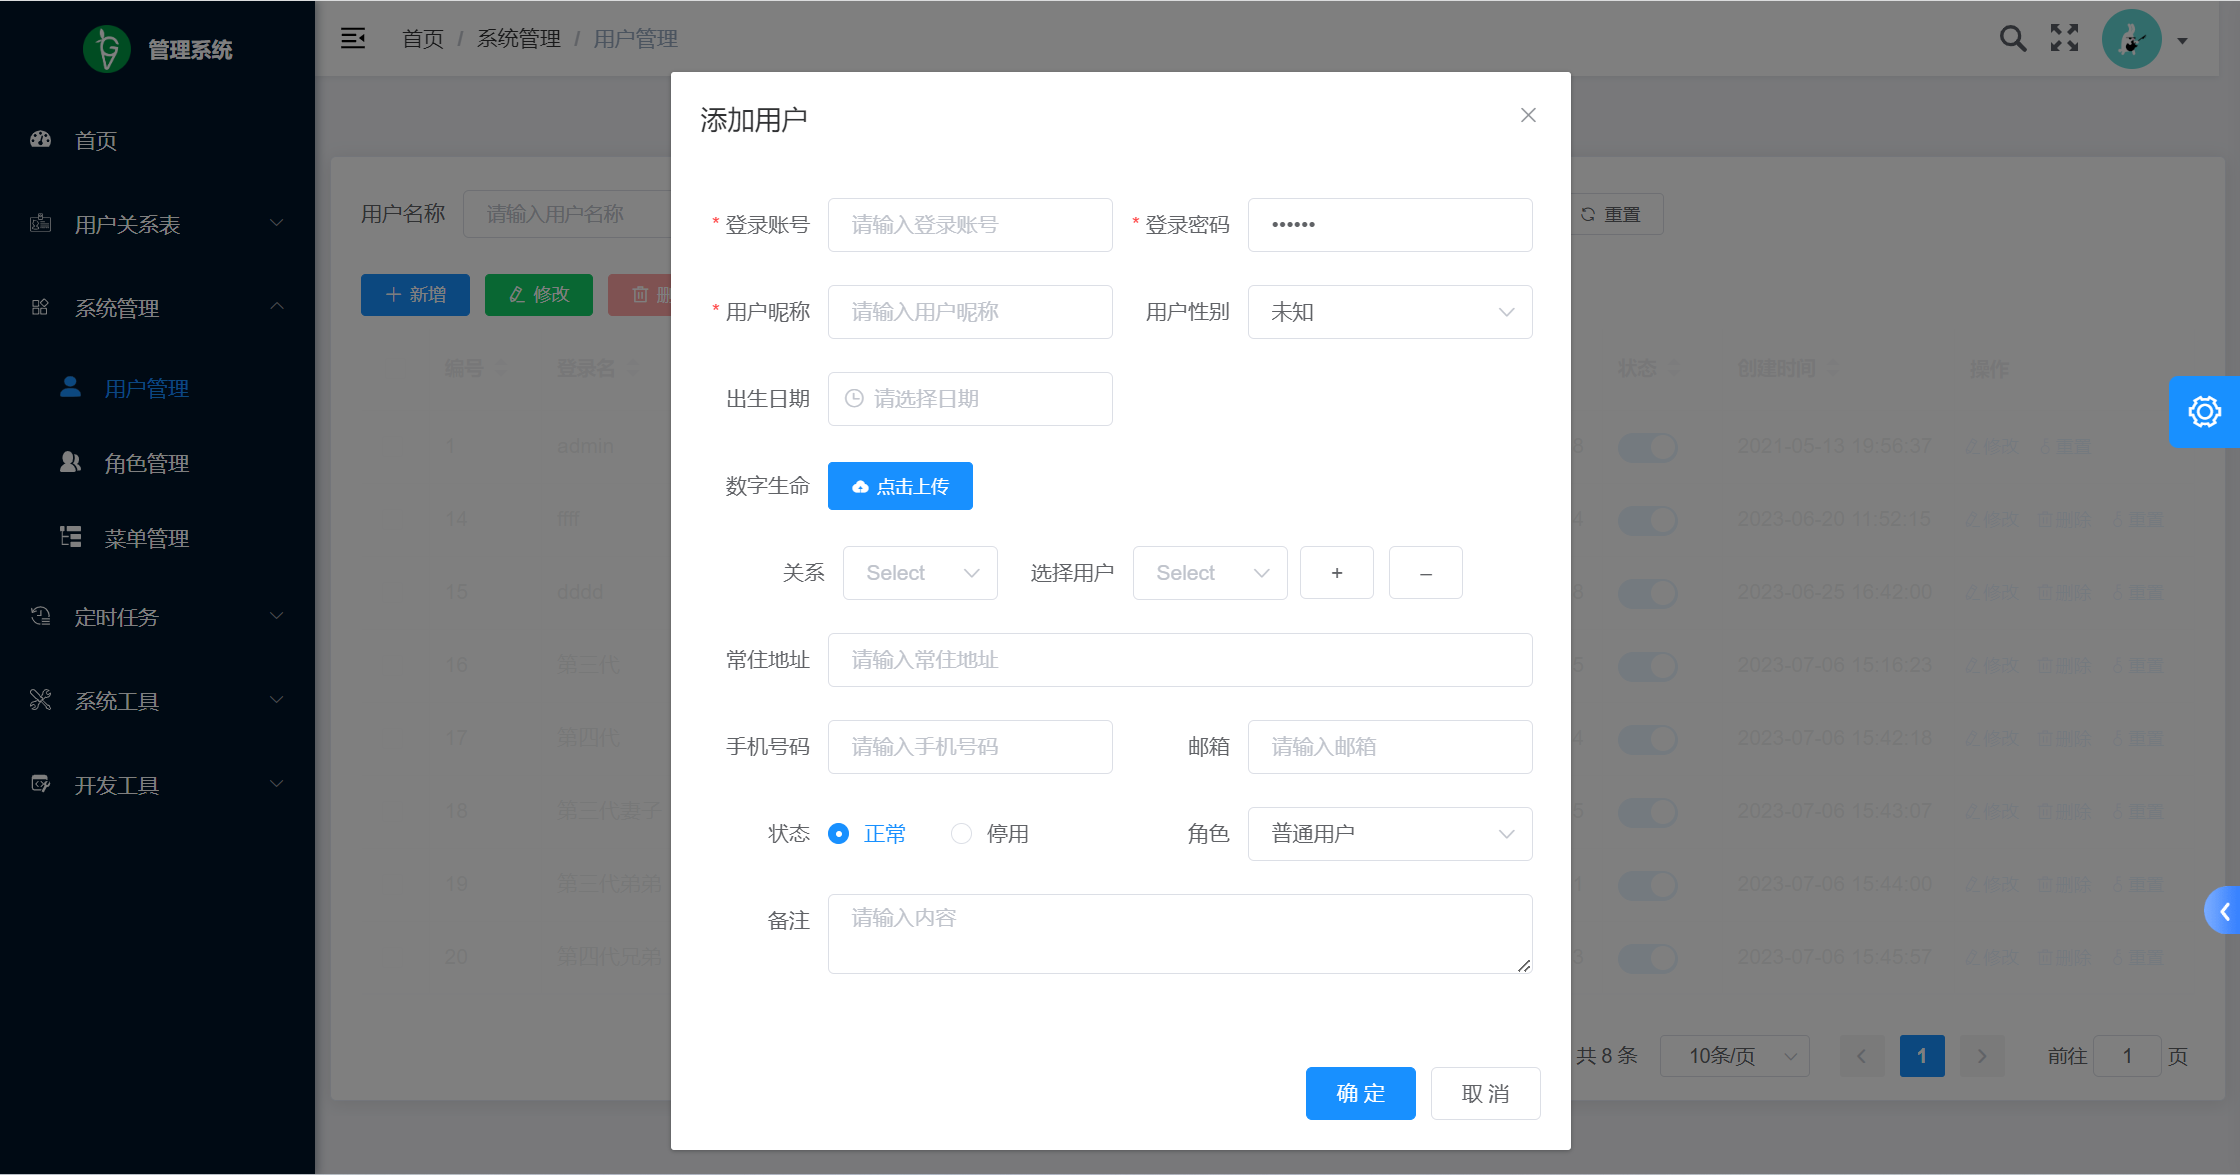 管理系统
首页
用户关系表
系统管理
用户管理
角色管理
菜单管理
定时任务
系统工具
开发工具
首页 / 系统管理 / 用户管理
用户名称 请输入用户名称
重置
新增 修改
编号 登录名 状态 创建时间 操作
1 admin 2021-05-13 19:56:37 修改 重置
14 ffff 2023-06-20 11:52:15 修改 删除 重置
15 dddd 2023-06-25 16:42:00 修改 删除 重置
16 第三代 2023-07-06 15:16:23 修改 删除 重置
17 第四代 2023-07-06 15:42:18 修改 删除 重置
18 第三代妻子 2023-07-06 15:43:07 修改 删除 重置
19 第三代弟弟 2023-07-06 15:44:00 修改 删除 重置
20 第四代兄弟 2023-07-06 15:45:57 修改 删除 重置
共 8 条 10条/页 1 前往 1 页
添加用户
* 登录账号 请输入登录账号 * 登录密码 ••••••
* 用户昵称 请输入用户昵称 用户性别 未知
出生日期 请选择日期
数字生命 点击上传
关系 Select 选择用户 Select + –
常住地址 请输入常住地址
手机号码 请输入手机号码 邮箱 请输入邮箱
状态 正常 停用 角色 普通用户
备注 请输入内容
确 定 取 消